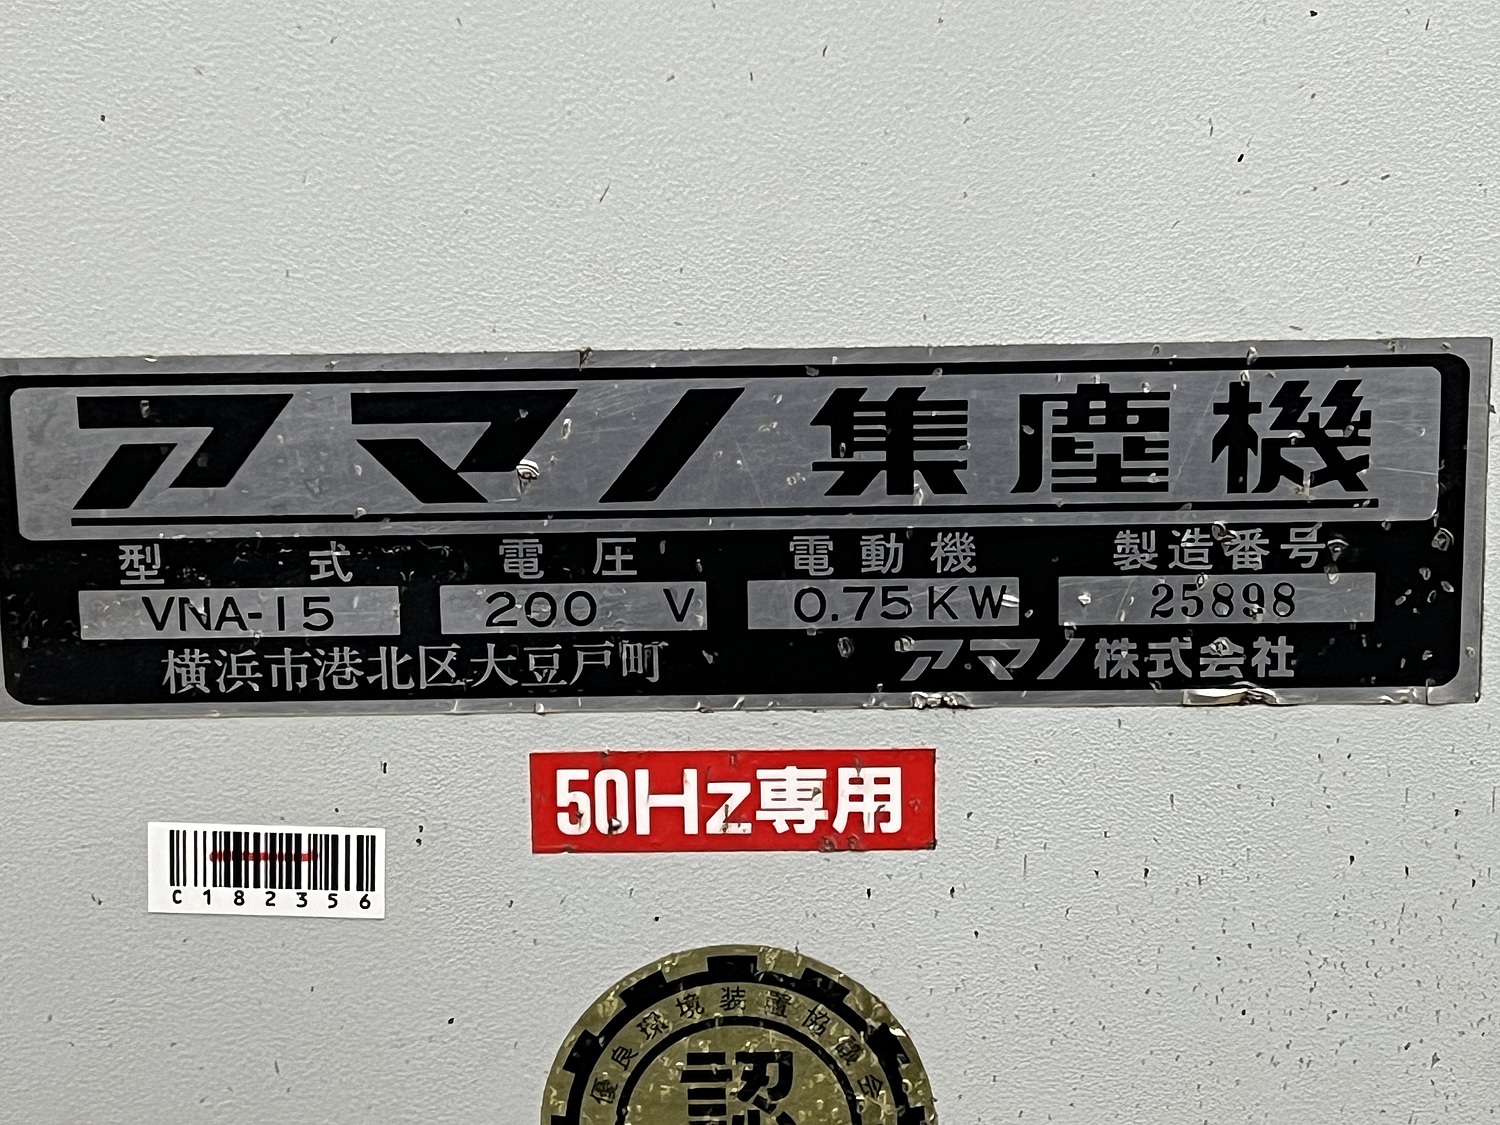 アマノ集塵機
型式 電圧 電動機 製造番号
VNA-15 200 V 0.75KW 25898
横浜市港北区大豆戸町 アマノ株式会社
50Hz専用
C182356
優良環境装置協議会
認